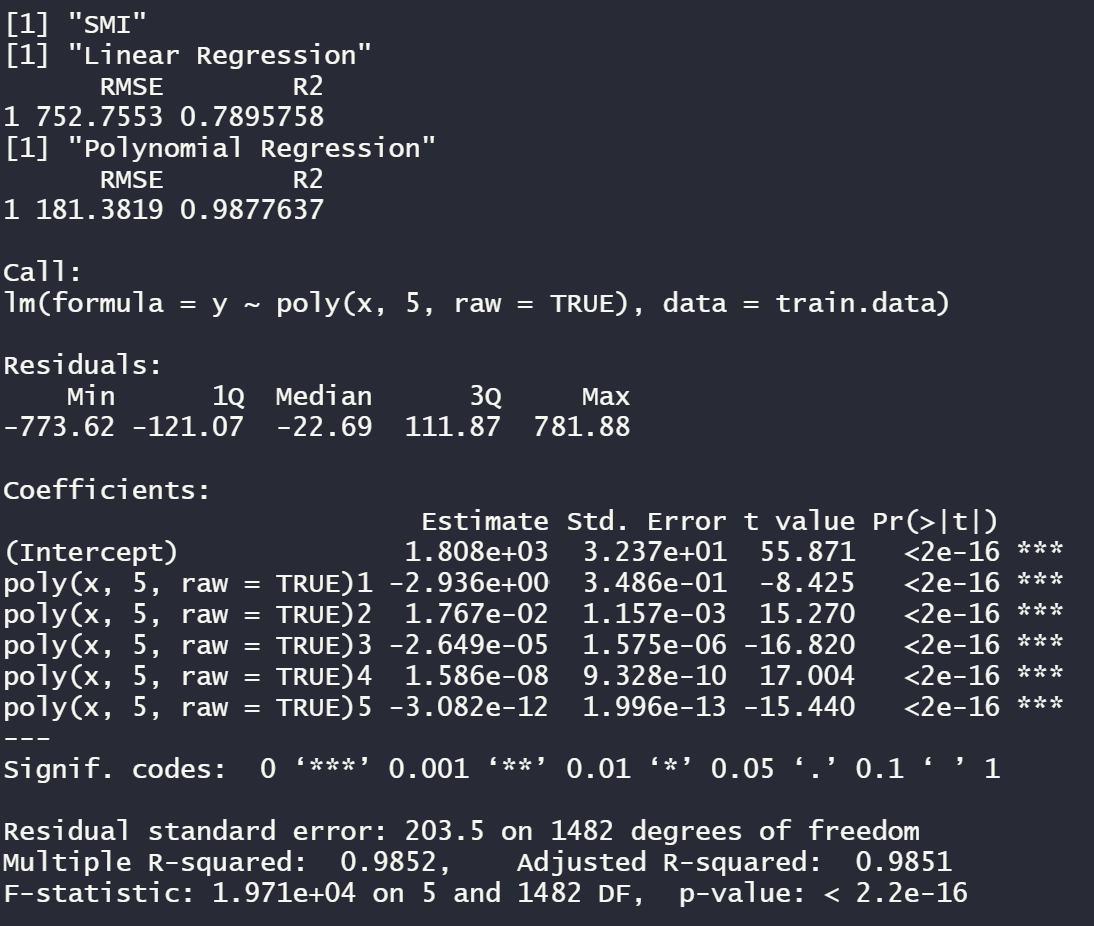 [1] "SMI"
[1] "Linear Regression"
      RMSE        R2
1 752.7553 0.7895758
[1] "Polynomial Regression"
      RMSE        R2
1 181.3819 0.9877637

Call:
lm(formula = y ~ poly(x, 5, raw = TRUE), data = train.data)

Residuals:
    Min      1Q  Median      3Q     Max
-773.62 -121.07  -22.69  111.87  781.88

Coefficients:
                          Estimate Std. Error t value Pr(>|t|)
(Intercept)              1.808e+03  3.237e+01  55.871   <2e-16 ***
poly(x, 5, raw = TRUE)1 -2.936e+00  3.486e-01  -8.425   <2e-16 ***
poly(x, 5, raw = TRUE)2  1.767e-02  1.157e-03  15.270   <2e-16 ***
poly(x, 5, raw = TRUE)3 -2.649e-05  1.575e-06 -16.820   <2e-16 ***
poly(x, 5, raw = TRUE)4  1.586e-08  9.328e-10  17.004   <2e-16 ***
poly(x, 5, raw = TRUE)5 -3.082e-12  1.996e-13 -15.440   <2e-16 ***
---
Signif. codes:  0 ‘***’ 0.001 ‘**’ 0.01 ‘*’ 0.05 ‘.’ 0.1 ‘ ’ 1

Residual standard error: 203.5 on 1482 degrees of freedom
Multiple R-squared:  0.9852,    Adjusted R-squared:  0.9851
F-statistic: 1.971e+04 on 5 and 1482 DF,  p-value: < 2.2e-16